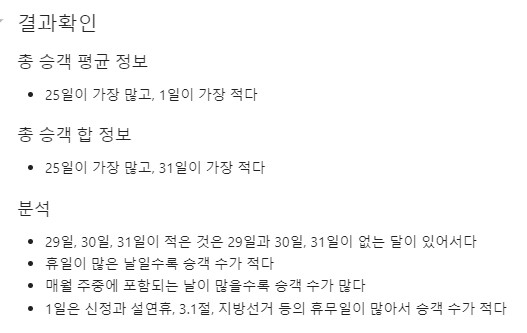 결과확인
총 승객 평균 정보
25일이 가장 많고, 1일이 가장 적다
총 승객 합 정보
25일이 가장 많고, 31일이 가장 적다
분석
29일, 30일, 31일이 적은 것은 29일과 30일, 31일이 없는 달이 있어서다
휴일이 많은 날일수록 승객 수가 적다
매월 주중에 포함되는 날이 많을수록 승객 수가 많다
1일은 신정과 설연휴, 3.1절, 지방선거 등의 휴무일이 많아서 승객 수가 적다